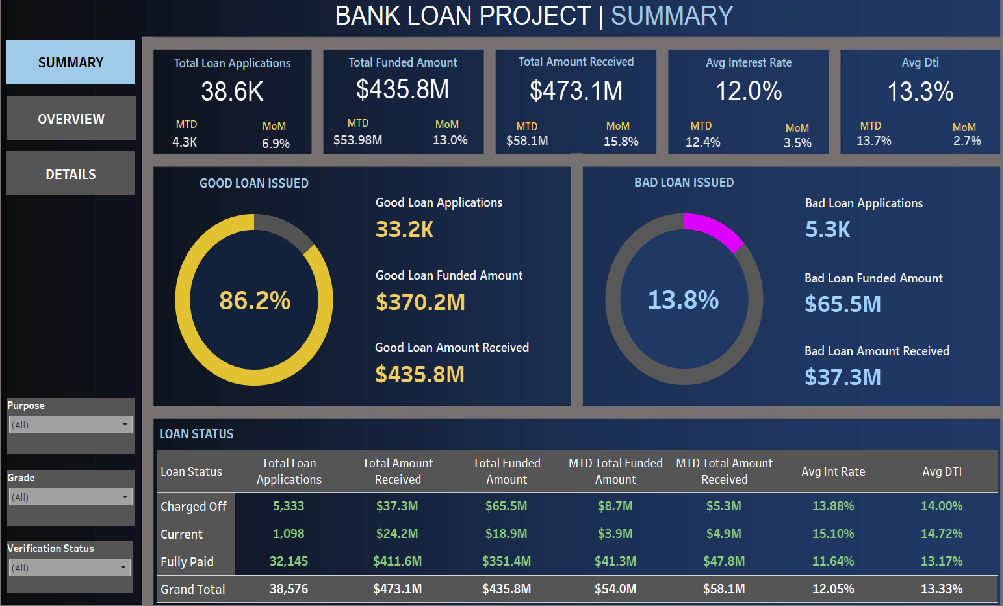 BANK LOAN PROJECT | SUMMARY
SUMMARY
OVERVIEW
DETAILS
Total Loan Applications
38.6K
MTD MoM
4.3K 6.9%
Total Funded Amount
$435.8M
MTD MoM
$53.98M 13.0%
Total Amount Received
$473.1M
MTD MoM
$58.1M 15.8%
Avg Interest Rate
12.0%
MTD MoM
12.4% 3.5%
Avg Dti
13.3%
MTD MoM
13.7% 2.7%
GOOD LOAN ISSUED
86.2%
Good Loan Applications
33.2K
Good Loan Funded Amount
$370.2M
Good Loan Amount Received
$435.8M
BAD LOAN ISSUED
13.8%
Bad Loan Applications
5.3K
Bad Loan Funded Amount
$65.5M
Bad Loan Amount Received
$37.3M
Purpose
(All)
Grade
(All)
Verification Status
(All)
LOAN STATUS
Loan Status Total Loan Applications Total Amount Received Total Funded Amount MTD Total Funded Amount MTD Total Amount Received Avg Int Rate Avg DTI
Charged Off 5,333 $37.3M $65.5M $8.7M $5.3M 13.88% 14.00%
Current 1,098 $24.2M $18.9M $3.9M $4.9M 15.10% 14.72%
Fully Paid 32,145 $411.6M $351.4M $41.3M $47.8M 11.64% 13.17%
Grand Total 38,576 $473.1M $435.8M $54.0M $58.1M 12.05% 13.33%